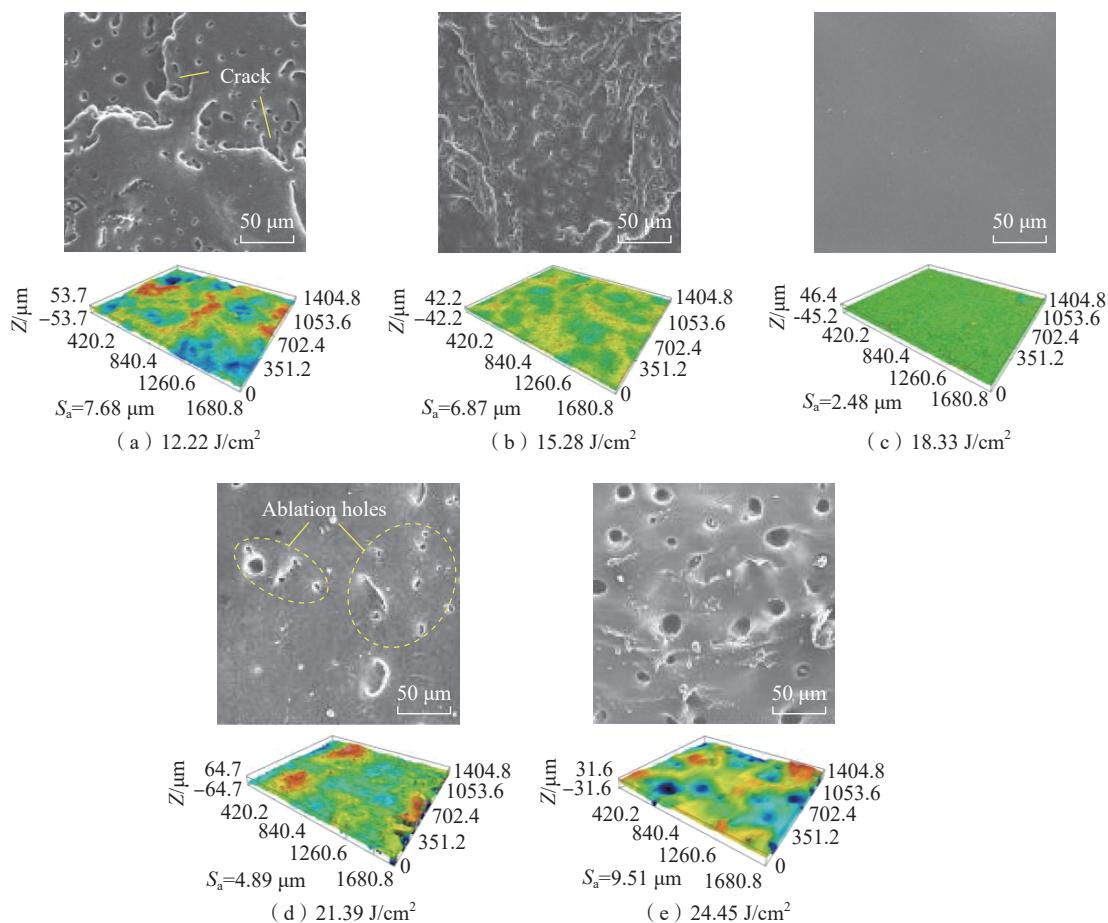 Crack
50 μm
50 μm
50 μm
Z/μm
53.7
−53.7
420.2
840.4
1260.6
1680.8
0
351.2
702.4
1053.6
1404.8
Sa=7.68 μm
(a) 12.22 J/cm²
Z/μm
42.2
−42.2
420.2
840.4
1260.6
1680.8
0
351.2
702.4
1053.6
1404.8
Sa=6.87 μm
(b) 15.28 J/cm²
Z/μm
46.4
−45.2
420.2
840.4
1260.6
1680.8
0
351.2
702.4
1053.6
1404.8
Sa=2.48 μm
(c) 18.33 J/cm²
Ablation holes
50 μm
50 μm
Z/μm
64.7
−64.7
420.2
840.4
1260.6
1680.8
0
351.2
702.4
1053.6
1404.8
Sa=4.89 μm
(d) 21.39 J/cm²
Z/μm
31.6
−31.6
420.2
840.4
1260.6
1680.8
0
351.2
702.4
1053.6
1404.8
Sa=9.51 μm
(e) 24.45 J/cm²